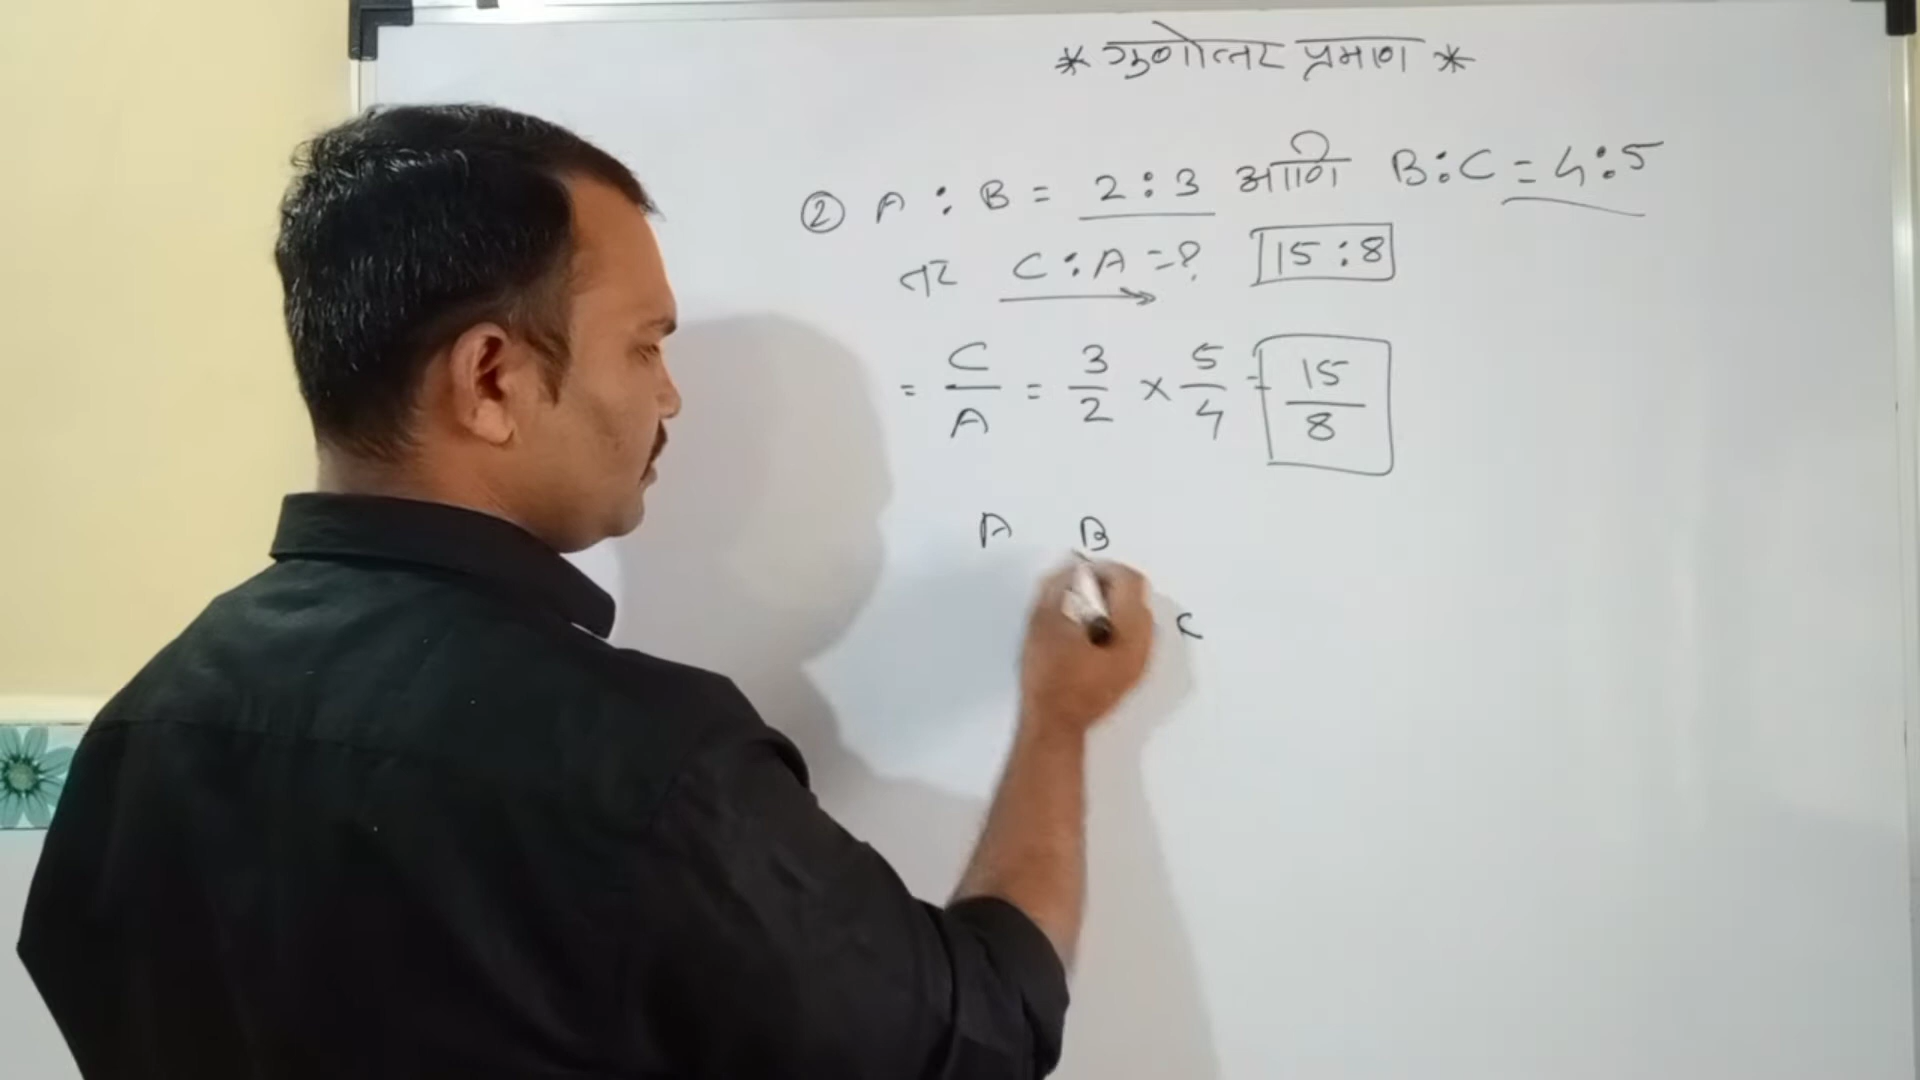 * गुणोत्तर प्रमाण *
② A : B = 2 : 3 आणि B : C = 4 : 5
तर C : A = ? 15 : 8
= C/A = 3/2 × 5/4 = 15/8
A B
C